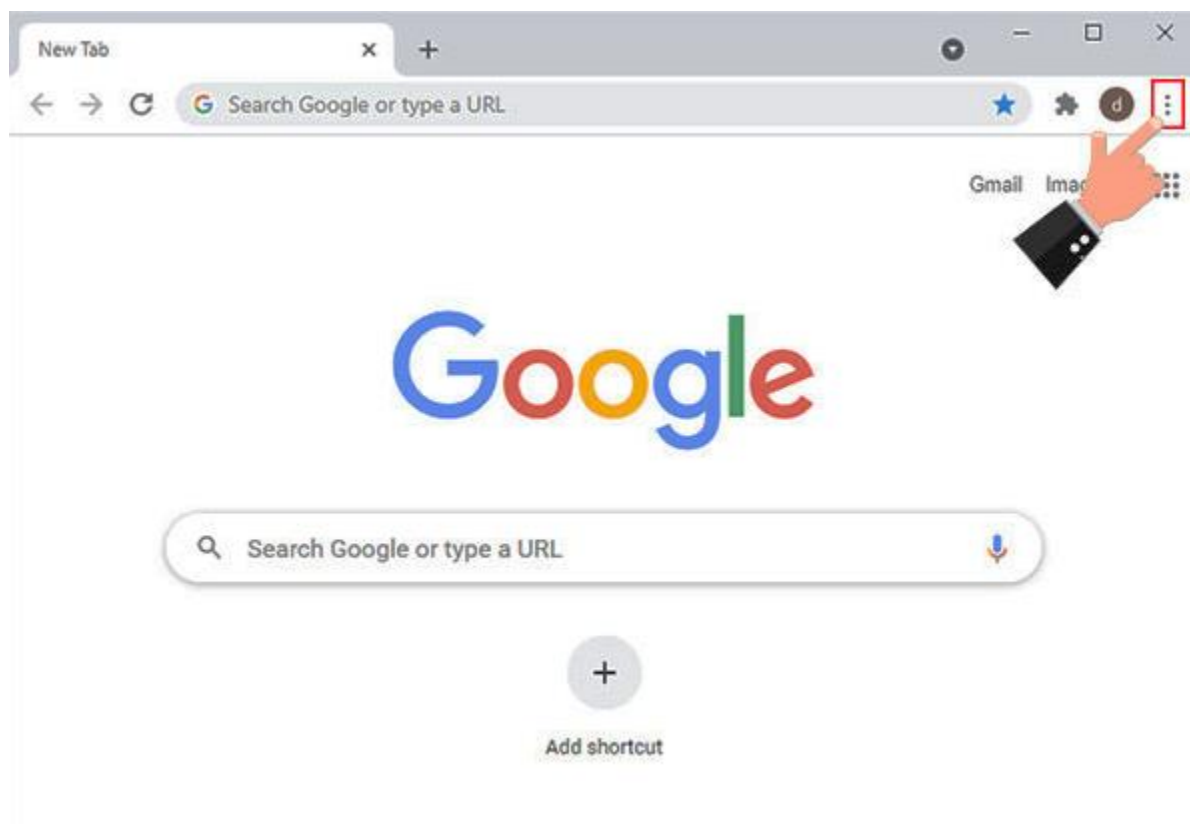 New Tab
Search Google or type a URL
d
Gmail
Google
Search Google or type a URL
Add shortcut